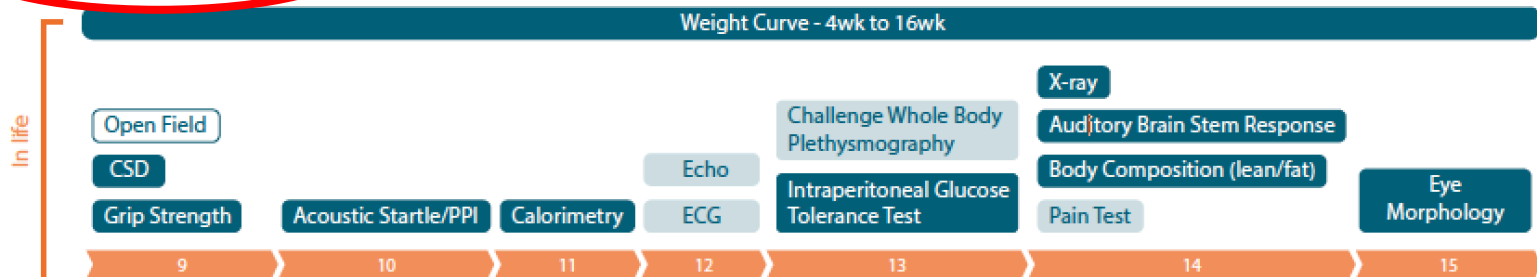 Weight Curve - 4wk to 16wk
In life
Open Field
CSD
Grip Strength
Acoustic Startle/PPI
Calorimetry
Echo
ECG
Challenge Whole Body
Plethysmography
Intraperitoneal Glucose
Tolerance Test
X-ray
Auditory Brain Stem Response
Body Composition (lean/fat)
Pain Test
Eye
Morphology
9
10
11
12
13
14
15